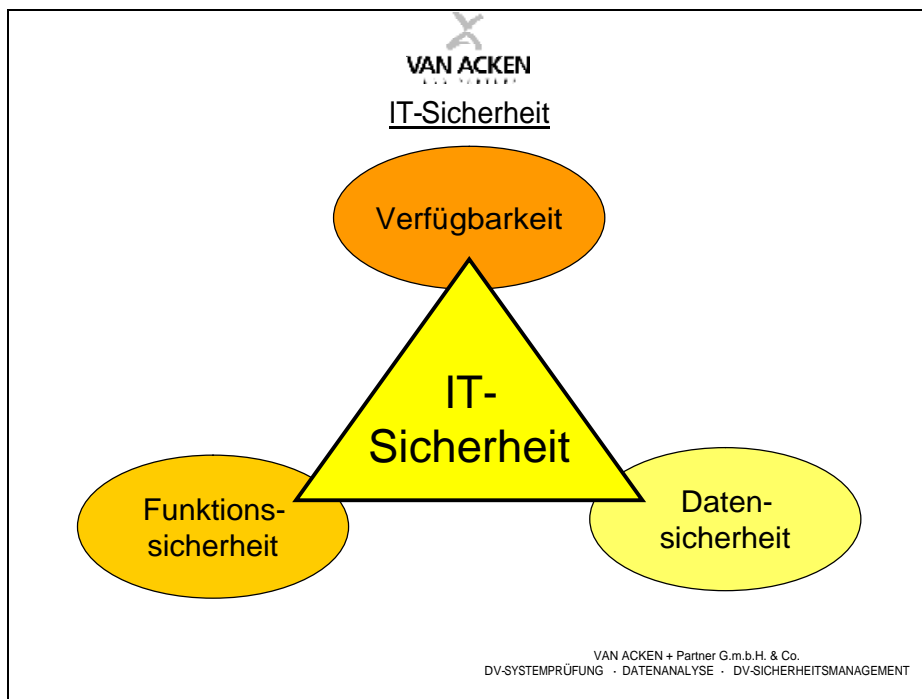 VAN ACKEN
IT-Sicherheit
Verfügbarkeit
IT-
Sicherheit
Funktions-
sicherheit
Daten-
sicherheit
VAN ACKEN + Partner G.m.b.H. & Co.
DV-SYSTEMPRÜFUNG · DATENANALYSE · DV-SICHERHEITSMANAGEMENT